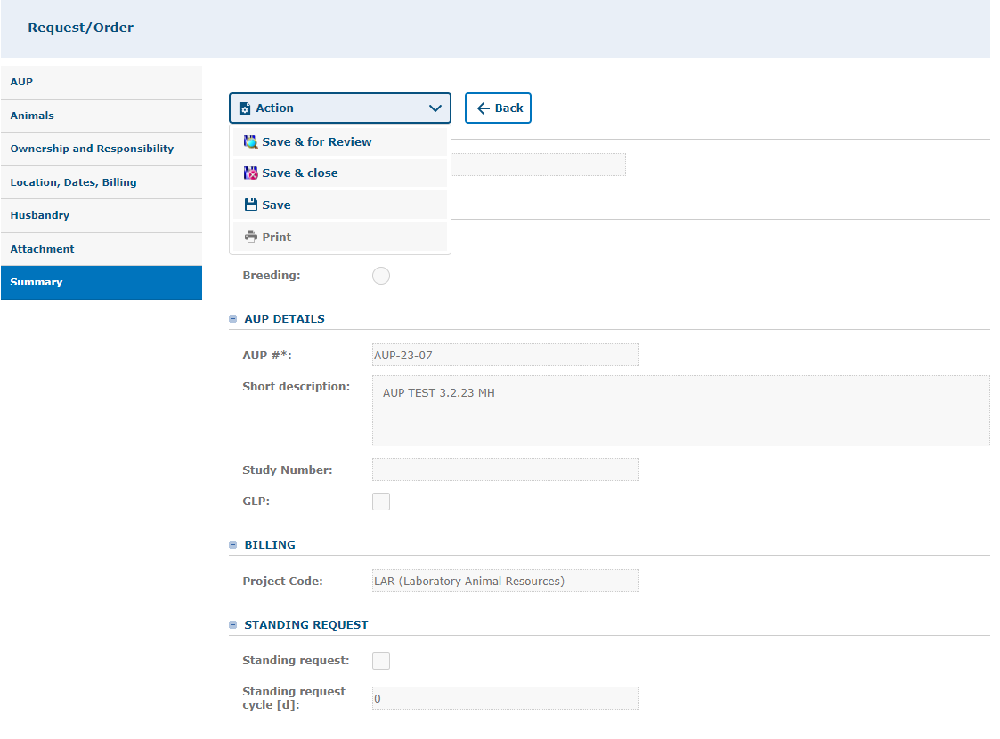 Request/Order
AUP
Animals
Ownership and Responsibility
Location, Dates, Billing
Husbandry
Attachment
Summary
Action
Back
Save & for Review
Save & close
Save
Print
Breeding:
AUP DETAILS
AUP #*: AUP-23-07
Short description: AUP TEST 3.2.23 MH
Study Number:
GLP:
BILLING
Project Code: LAR (Laboratory Animal Resources)
STANDING REQUEST
Standing request:
Standing request
cycle [d]: 0